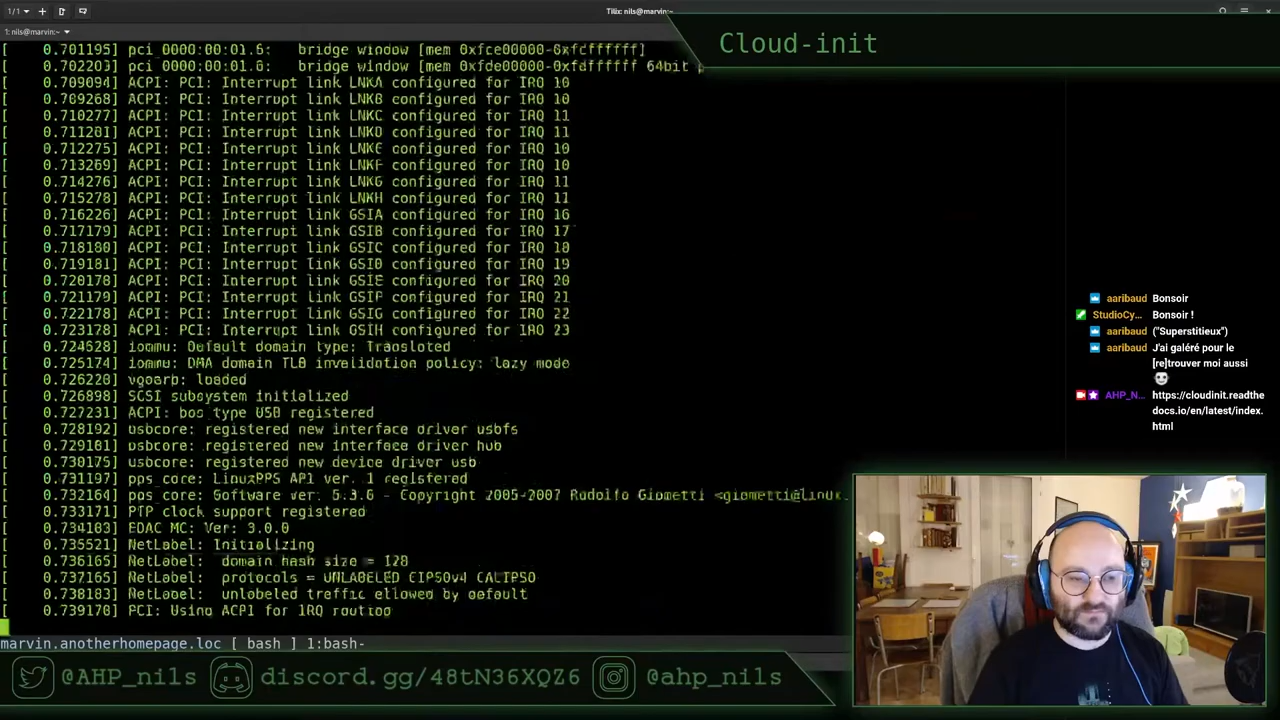 1/1
Tilix: nils@marvin:~
1: nils@marvin:~
Cloud-init
[    0.701195] pci 0000:00:01.6:   bridge window [mem 0xfce00000-0xfcffffff]
[    0.702203] pci 0000:00:01.6:   bridge window [mem 0xfde00000-0xfdffffff 64bit p
[    0.709094] ACPI: PCI: Interrupt link LNKA configured for IRQ 10
[    0.709268] ACPI: PCI: Interrupt link LNKB configured for IRQ 10
[    0.710277] ACPI: PCI: Interrupt link LNKC configured for IRQ 11
[    0.711281] ACPI: PCI: Interrupt link LNKD configured for IRQ 11
[    0.712275] ACPI: PCI: Interrupt link LNKE configured for IRQ 10
[    0.713269] ACPI: PCI: Interrupt link LNKF configured for IRQ 10
[    0.714276] ACPI: PCI: Interrupt link LNKG configured for IRQ 11
[    0.715278] ACPI: PCI: Interrupt link LNKH configured for IRQ 11
[    0.716226] ACPI: PCI: Interrupt link GSIA configured for IRQ 16
[    0.717179] ACPI: PCI: Interrupt link GSIB configured for IRQ 17
[    0.718180] ACPI: PCI: Interrupt link GSIC configured for IRQ 18
[    0.719181] ACPI: PCI: Interrupt link GSID configured for IRQ 19
[    0.720178] ACPI: PCI: Interrupt link GSIE configured for IRQ 20
[    0.721179] ACPI: PCI: Interrupt link GSIF configured for IRQ 21
[    0.722178] ACPI: PCI: Interrupt link GSIG configured for IRQ 22
[    0.723178] ACPI: PCI: Interrupt link GSIH configured for IRQ 23
[    0.724528] iommu: Default domain type: Translated
[    0.725174] iommu: DMA domain TLB invalidation policy: lazy mode
[    0.726220] vgaarb: loaded
[    0.726898] SCSI subsystem initialized
[    0.727231] ACPI: bus type USB registered
[    0.728192] usbcore: registered new interface driver usbfs
[    0.729181] usbcore: registered new interface driver hub
[    0.730175] usbcore: registered new device driver usb
[    0.731197] pps_core: LinuxPPS API ver. 1 registered
[    0.732164] pps_core: Software ver. 5.3.6 - Copyright 2005-2007 Rodolfo Giometti <giometti@linux.
[    0.733171] PTP clock support registered
[    0.734183] EDAC MC: Ver: 3.0.0
[    0.735521] NetLabel: Initializing
[    0.736165] NetLabel:  domain hash size = 128
[    0.737165] NetLabel:  protocols = UNLABELED CIPSOv4 CALIPSO
[    0.738183] NetLabel:  unlabeled traffic allowed by default
[    0.739170] PCI: Using ACPI for IRQ routing
marvin.anotherhomepage.loc [ bash ] 1:bash-
aaribaud Bonsoir
StudioCy... Bonsoir !
aaribaud ("Superstitieux")
aaribaud J'ai galéré pour le
[re]trouver moi aussi
AHP_N... https://cloudinit.readthe
docs.io/en/latest/index.
html
@AHP_nils
discord.gg/48tN36XQZ6
@ahp_nils